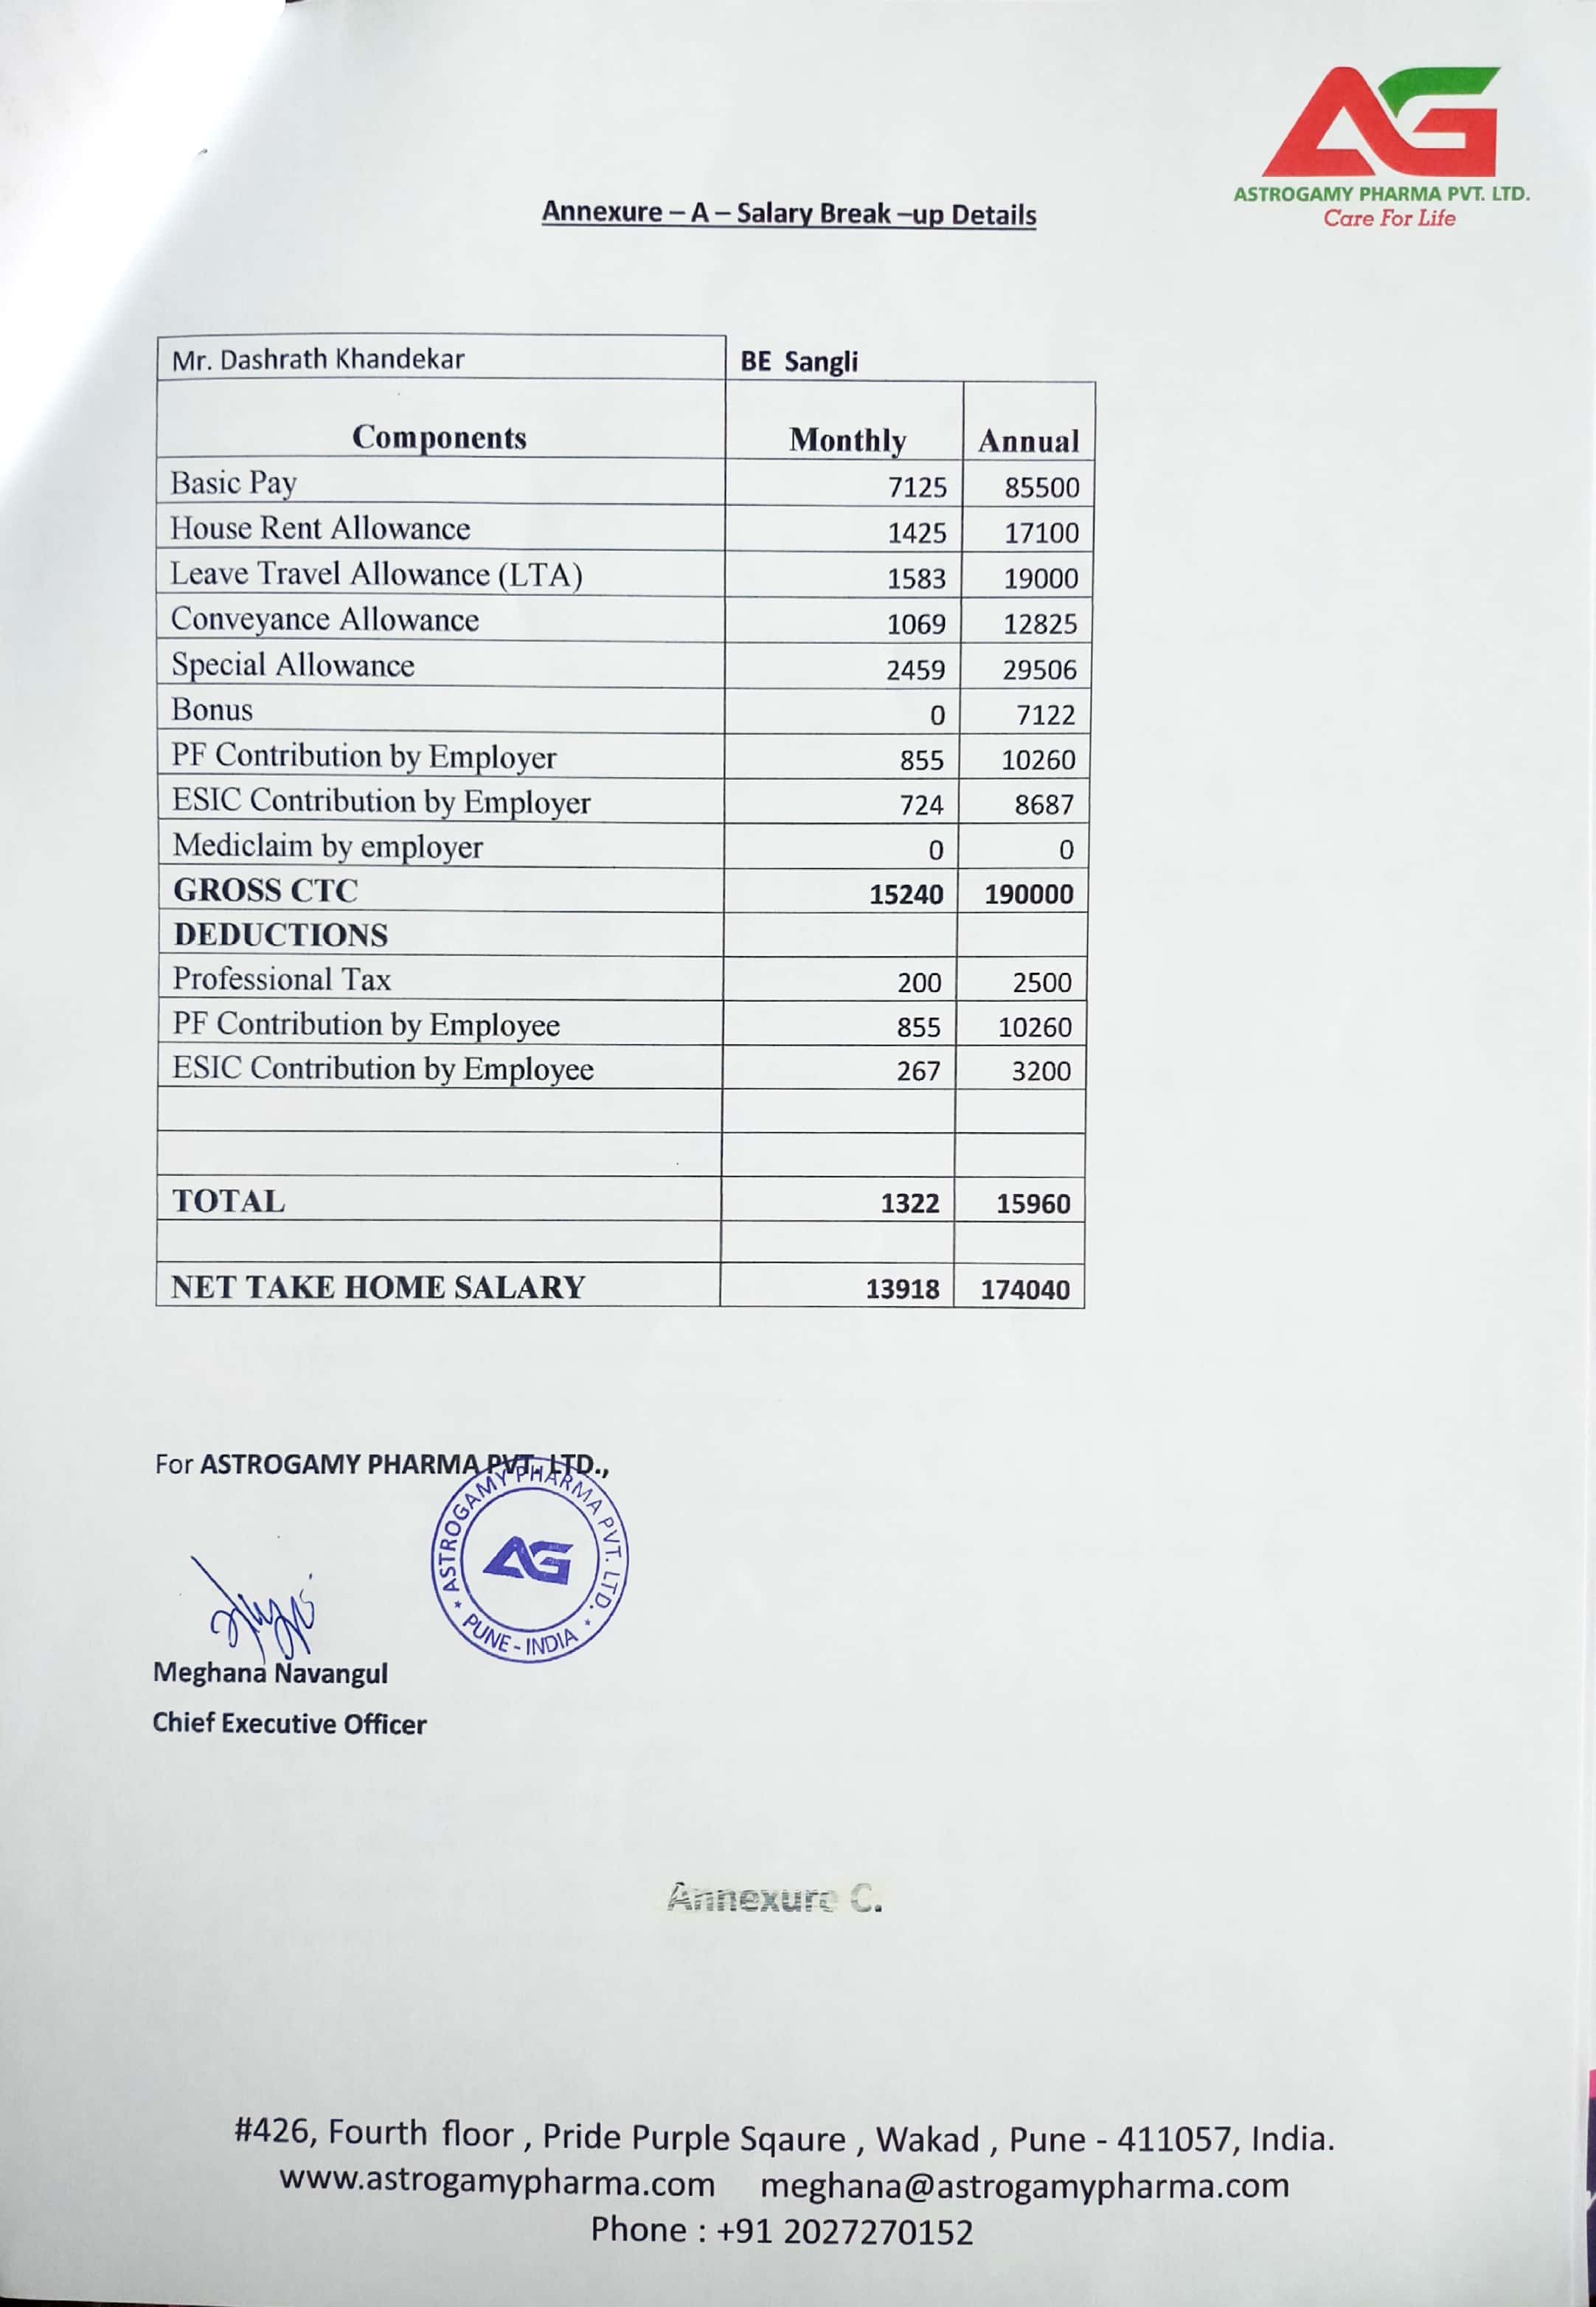 AG
ASTROGAMY PHARMA PVT. LTD.
Care For Life
Annexure – A – Salary Break –up Details
Mr. Dashrath Khandekar BE Sangli
Components Monthly Annual
Basic Pay 7125 85500
House Rent Allowance 1425 17100
Leave Travel Allowance (LTA) 1583 19000
Conveyance Allowance 1069 12825
Special Allowance 2459 29506
Bonus 0 7122
PF Contribution by Employer 855 10260
ESIC Contribution by Employer 724 8687
Mediclaim by employer 0 0
GROSS CTC 15240 190000
DEDUCTIONS
Professional Tax 200 2500
PF Contribution by Employee 855 10260
ESIC Contribution by Employee 267 3200
TOTAL 1322 15960
NET TAKE HOME SALARY 13918 174040
For ASTROGAMY PHARMA PVT. LTD.,
* ASTROGAMY PHARMA PVT. LTD. *
AG
PUNE - INDIA
Meghana Navangul
Chief Executive Officer
Annexure C.
#426, Fourth floor , Pride Purple Sqaure , Wakad , Pune - 411057, India.
www.astrogamypharma.com meghana@astrogamypharma.com
Phone : +91 2027270152